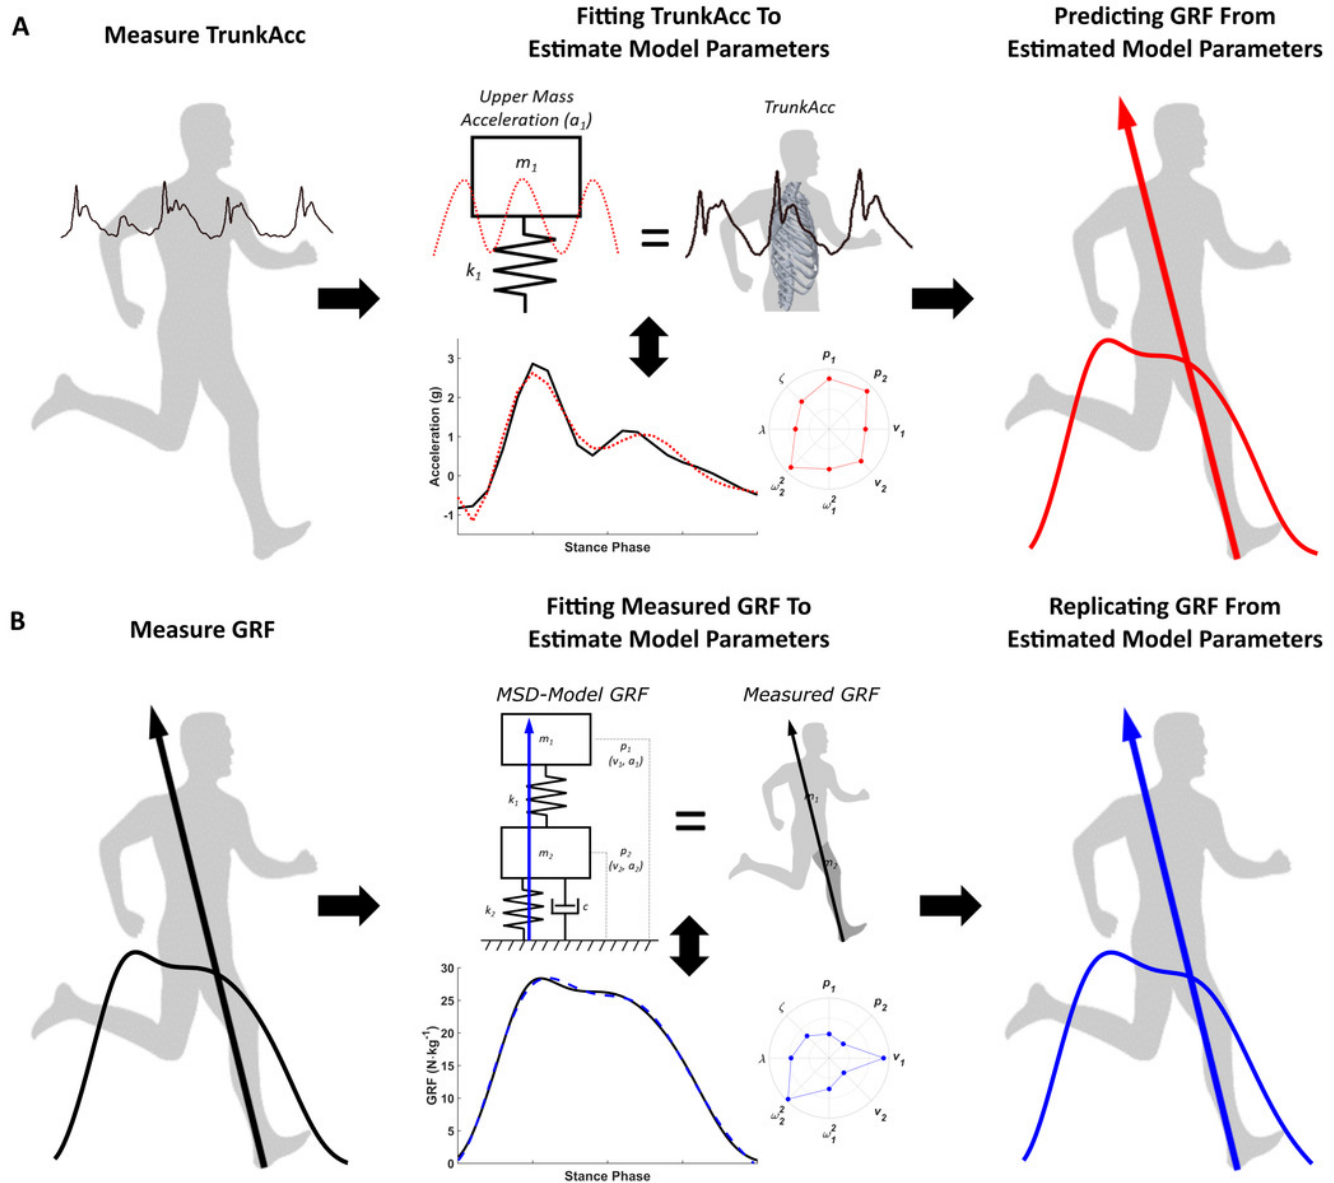 A
Measure TrunkAcc
Fitting TrunkAcc To
Estimate Model Parameters
Predicting GRF From
Estimated Model Parameters
Upper Mass
Acceleration (a₁)
m₁
k₁
=
TrunkAcc
Acceleration (g)
3
2
1
0
-1
Stance Phase
p₁
p₂
v₁
v₂
ω₁²
ω₂²
λ
ζ
B
Measure GRF
Fitting Measured GRF To
Estimate Model Parameters
Replicating GRF From
Estimated Model Parameters
MSD-Model GRF
m₁
p₁
(v₁, a₁)
k₁
m₂
p₂
(v₂, a₂)
k₂
c
=
Measured GRF
m₁
m₂
GRF (N·kg⁻¹)
30
25
20
15
10
5
0
Stance Phase
p₁
p₂
v₁
v₂
ω₁²
ω₂²
λ
ζ